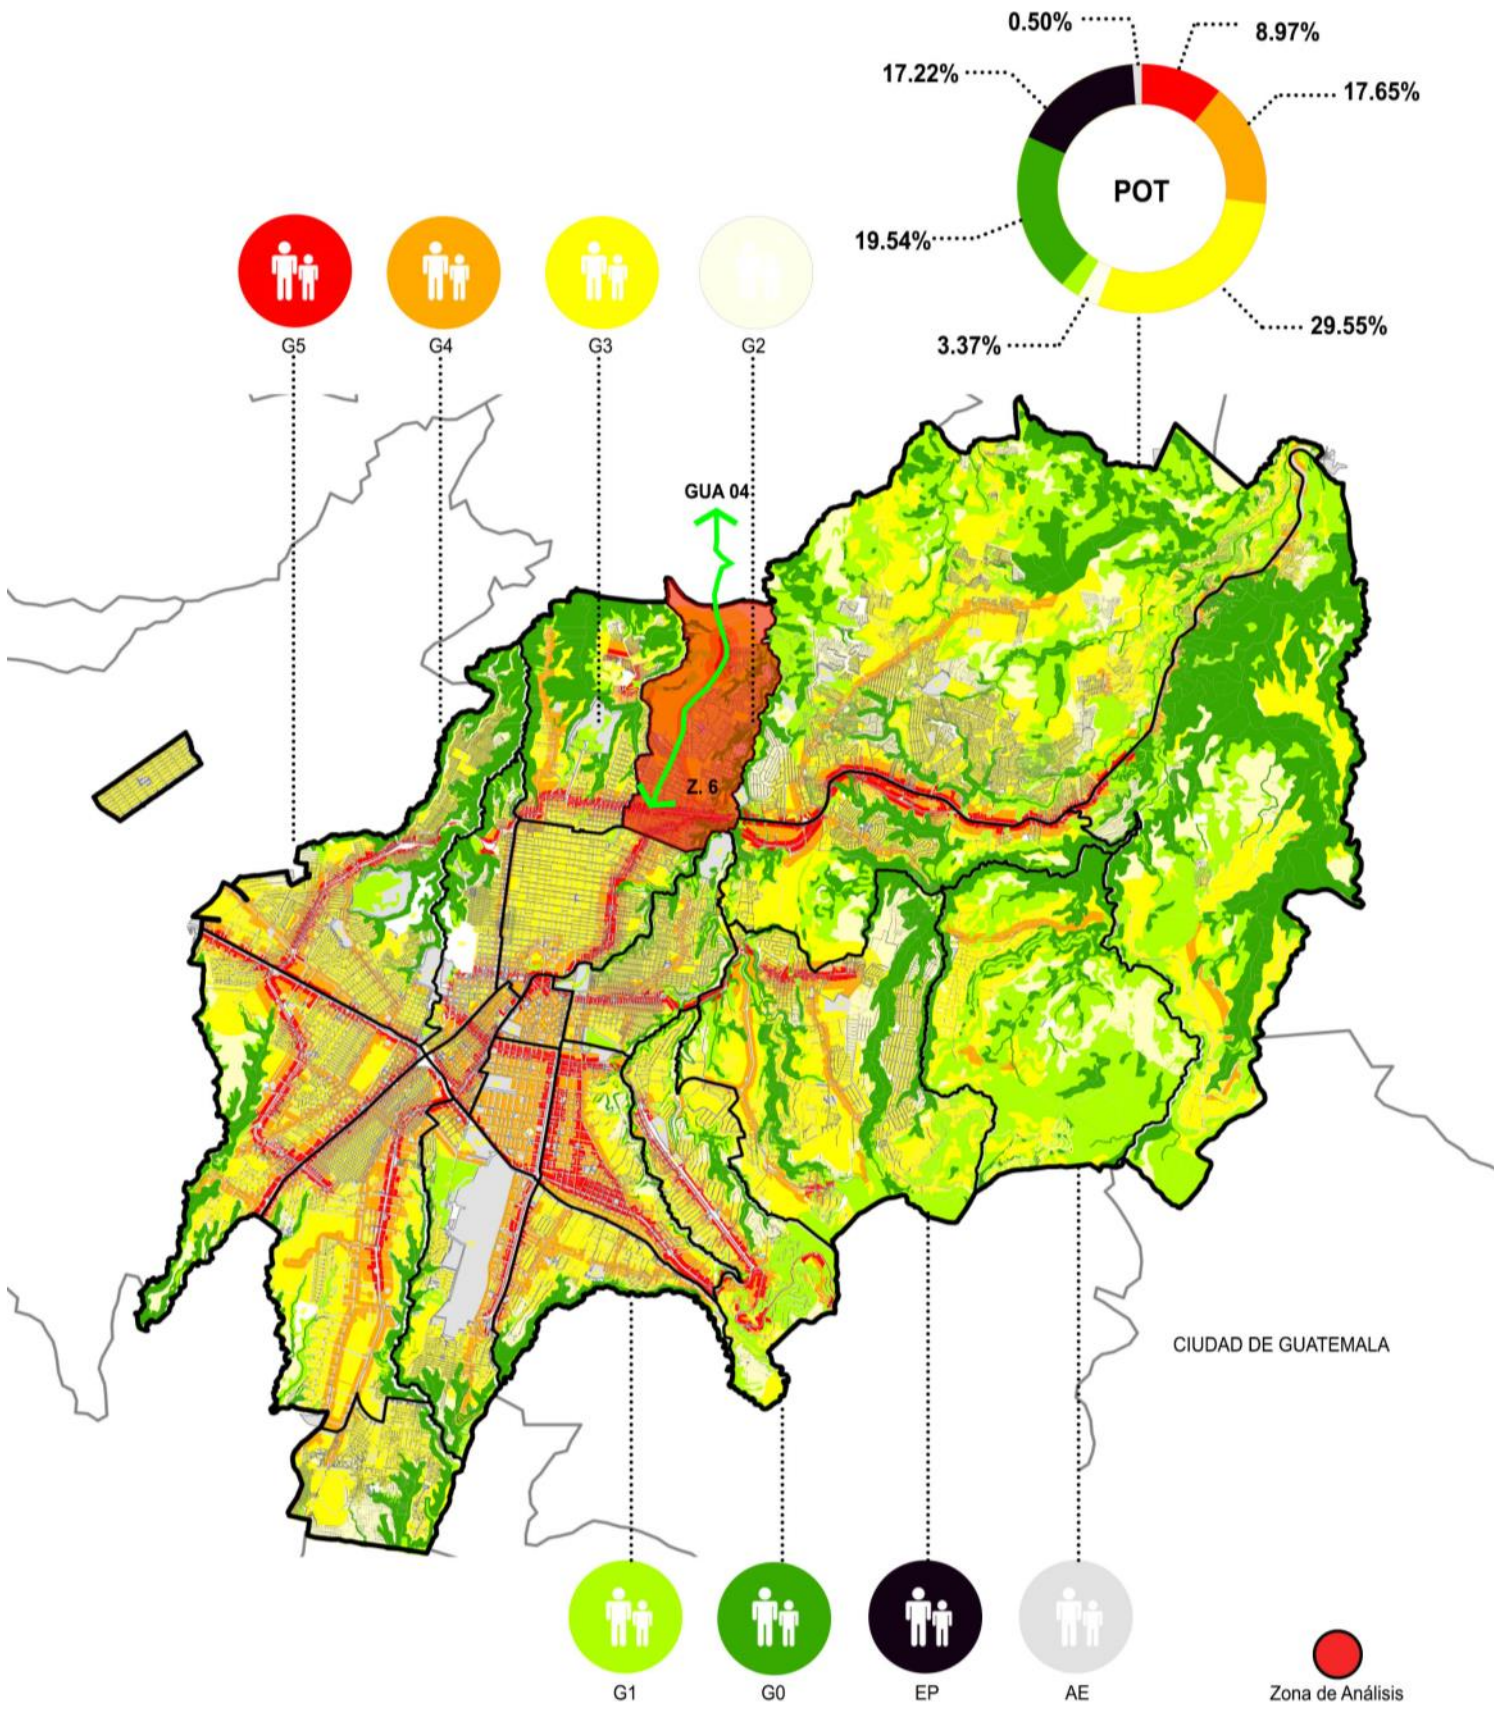 0.50%
8.97%
17.22%
17.65%
POT
19.54%
29.55%
3.37%
G5
G4
G3
G2
GUA 04
Z. 6
CIUDAD DE GUATEMALA
G1
G0
EP
AE
Zona de Análisis